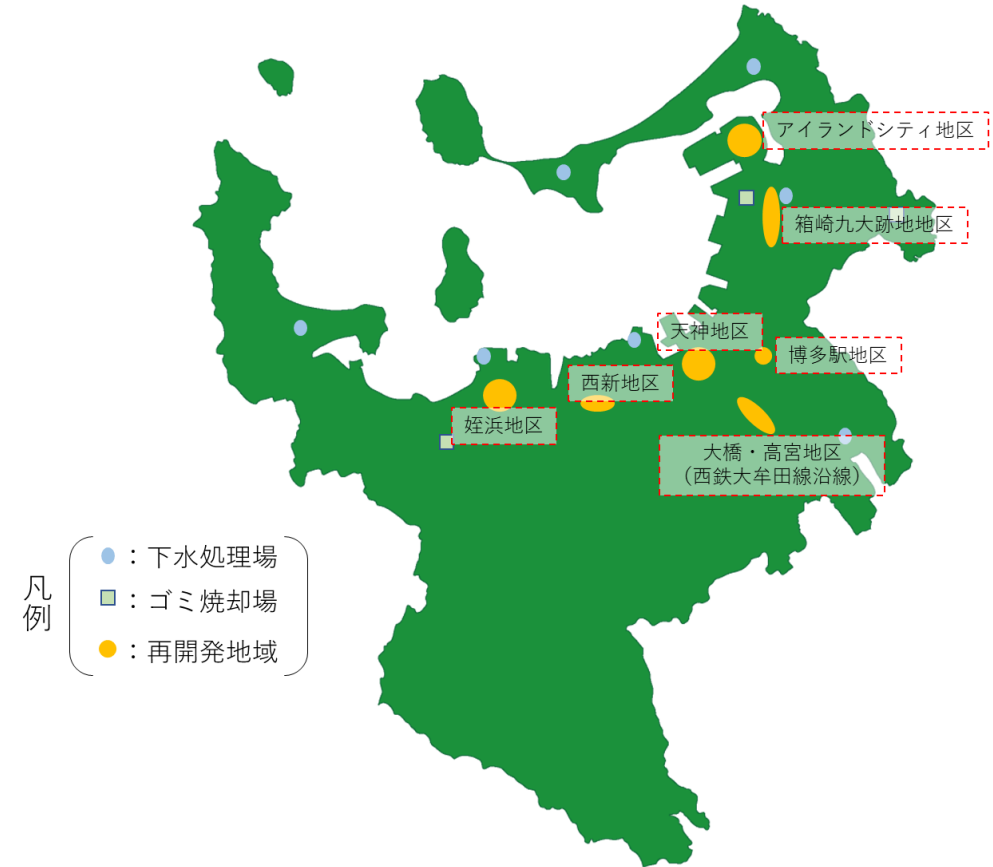 アイランドシティ地区
箱崎九大跡地地区
天神地区
博多駅地区
西新地区
姪浜地区
大橋・高宮地区
（西鉄大牟田線沿線）
凡例
：下水処理場
：ゴミ焼却場
：再開発地域